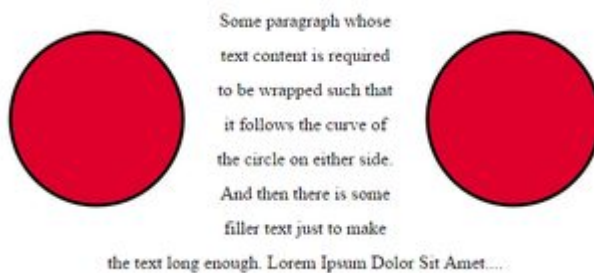 Some paragraph whose
text content is required
to be wrapped such that
it follows the curve of
the circle on either side.
And then there is some
filler text just to make
the text long enough. Lorem Ipsum Dolor Sit Amet....